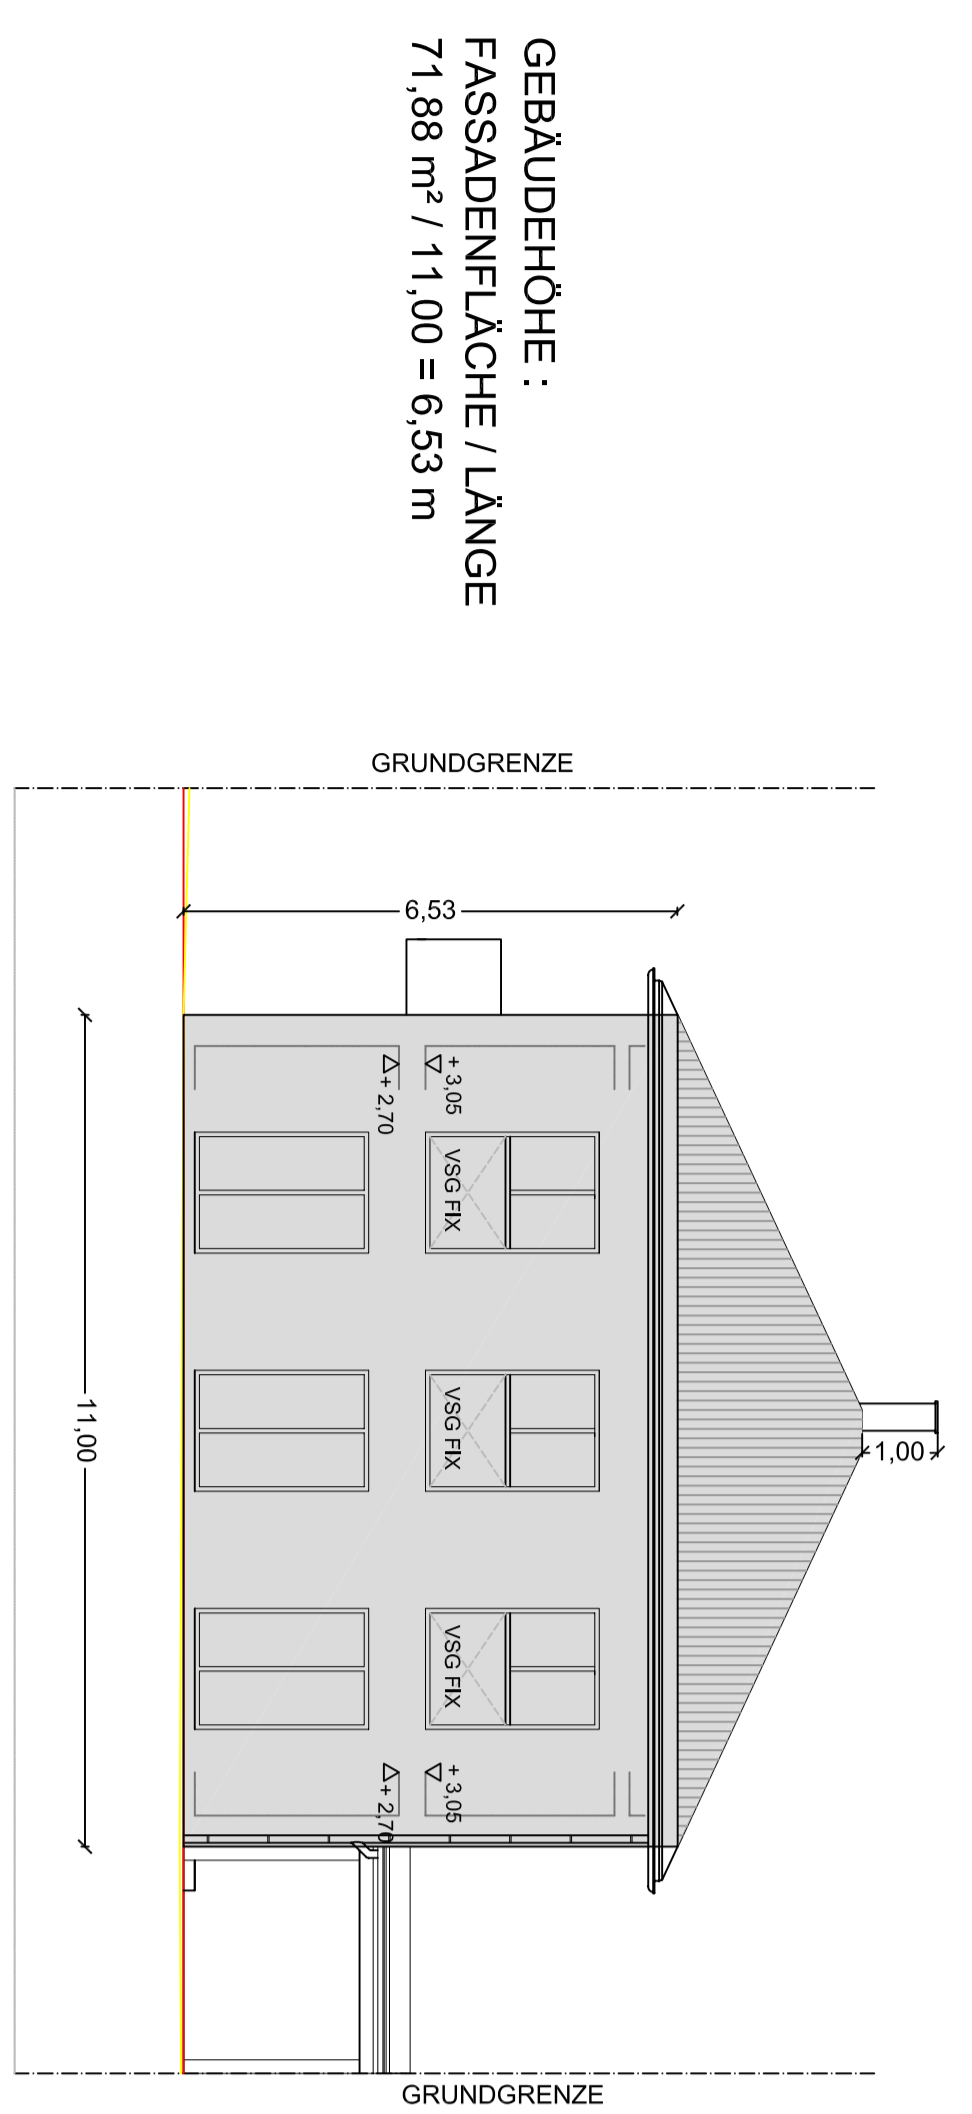 GEBÄUDEHÖHE :
FASSADENFLÄCHE / LÄNGE
71,88 m² / 11,00 = 6,53 m
GRUNDGRENZE
6,53
+ 3,05
+ 2,70
VSG FIX
VSG FIX
VSG FIX
11,00
1,00
+ 3,05
+ 2,70
GRUNDGRENZE